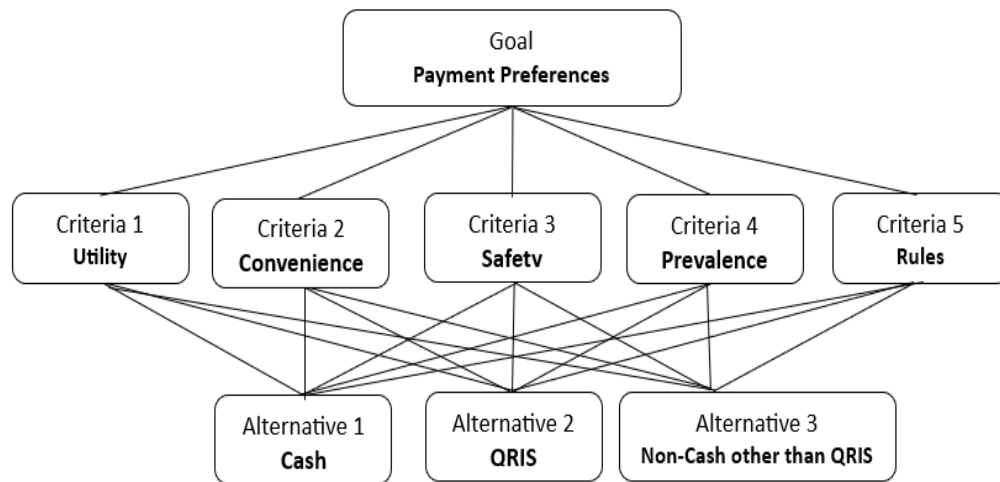 Goal
Payment Preferences
Criteria 1
Utility
Criteria 2
Convenience
Criteria 3
Safetv
Criteria 4
Prevalence
Criteria 5
Rules
Alternative 1
Cash
Alternative 2
QRIS
Alternative 3
Non-Cash other than QRIS